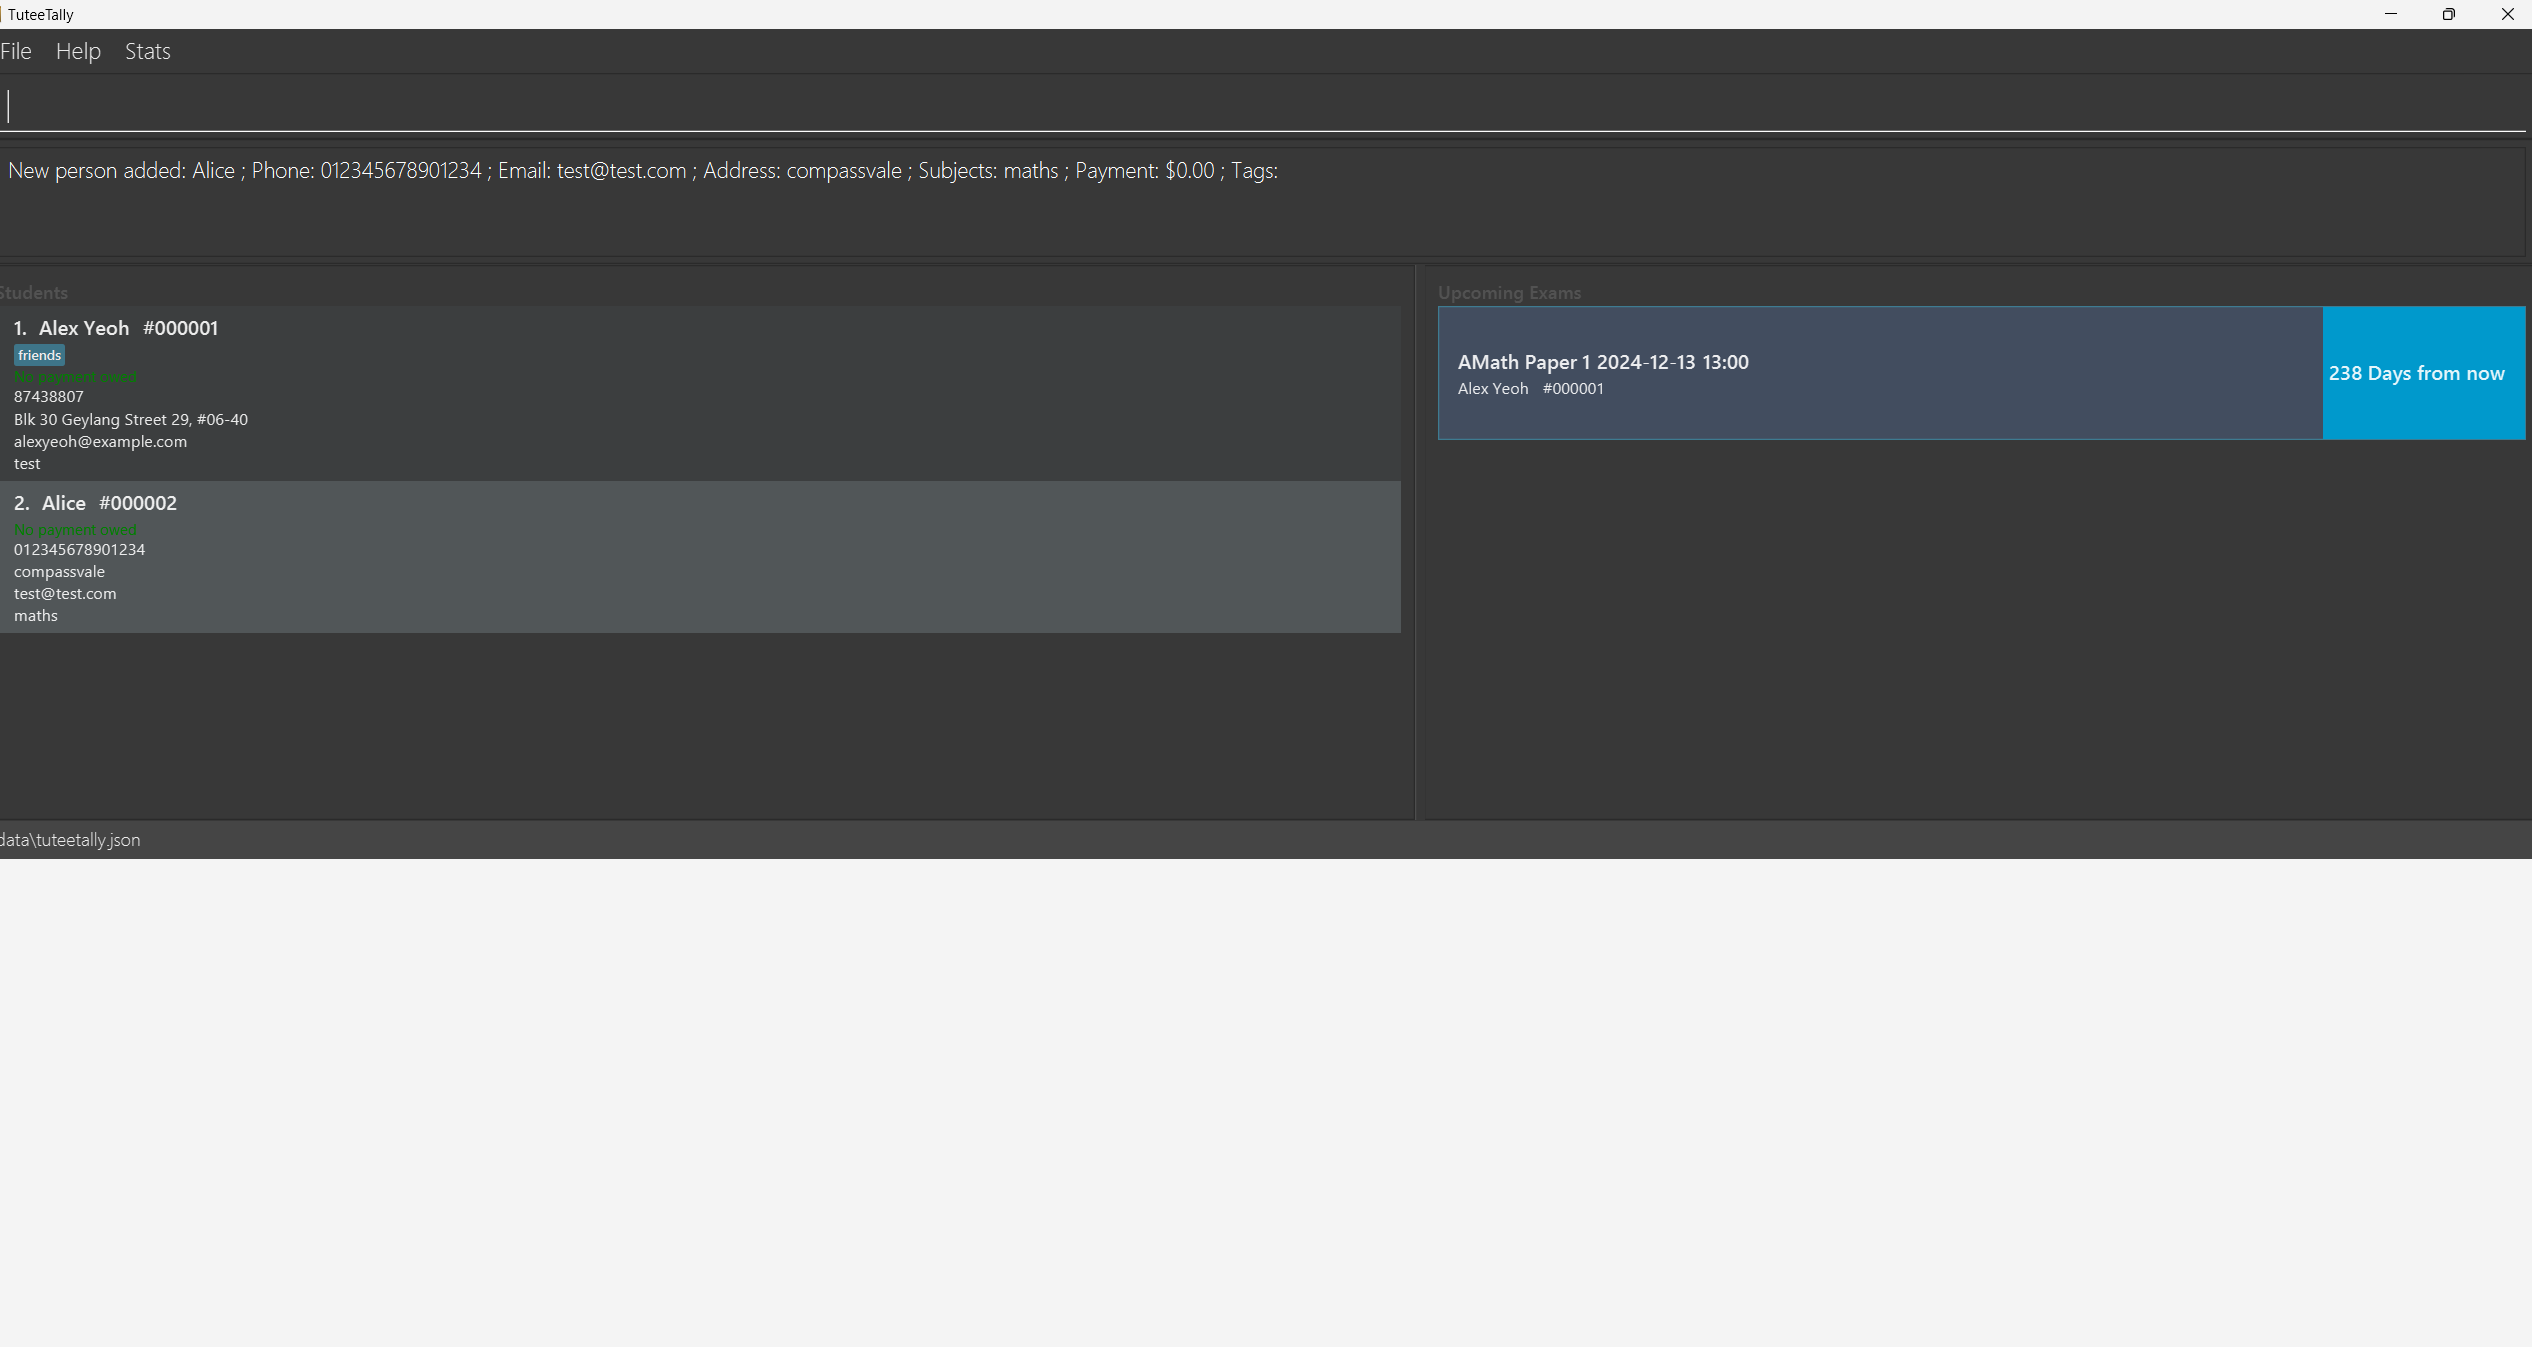 TuteeTally
File Help Stats
New person added: Alice ; Phone: 012345678901234 ; Email: test@test.com ; Address: compassvale ; Subjects: maths ; Payment: $0.00 ; Tags:
Students
1. Alex Yeoh #000001
friends
No payment owed
87438807
Blk 30 Geylang Street 29, #06-40
alexyeoh@example.com
test
2. Alice #000002
No payment owed
012345678901234
compassvale
test@test.com
maths
Upcoming Exams
AMath Paper 1 2024-12-13 13:00
Alex Yeoh #000001
238 Days from now
data\tuteetally.json